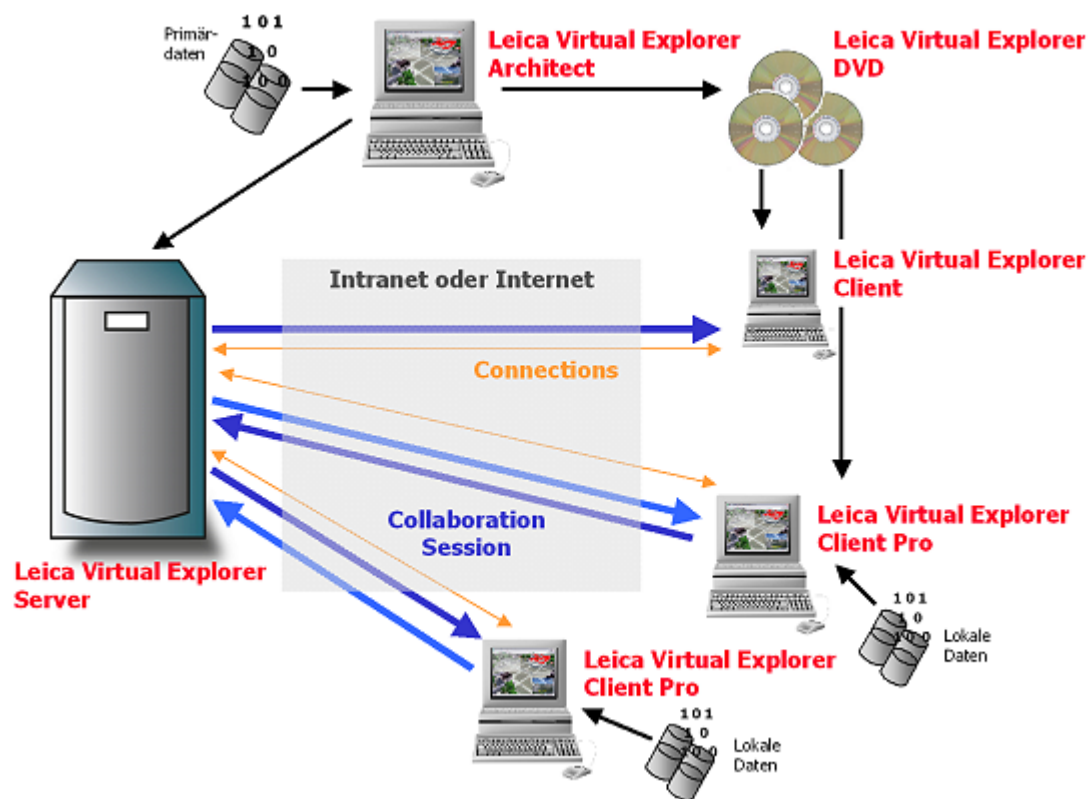 Primär-
daten
1 0 1
1 0
1 0 0
Leica Virtual Explorer
Architect
Leica Virtual Explorer
DVD
Intranet oder Internet
Leica Virtual Explorer
Client
Connections
Collaboration
Session
Leica Virtual Explorer
Server
Leica Virtual Explorer
Client Pro
1 0 1
1 0
1 0 0
Lokale
Daten
Leica Virtual Explorer
Client Pro
1 0 1
1 0
1 0 0
Lokale
Daten